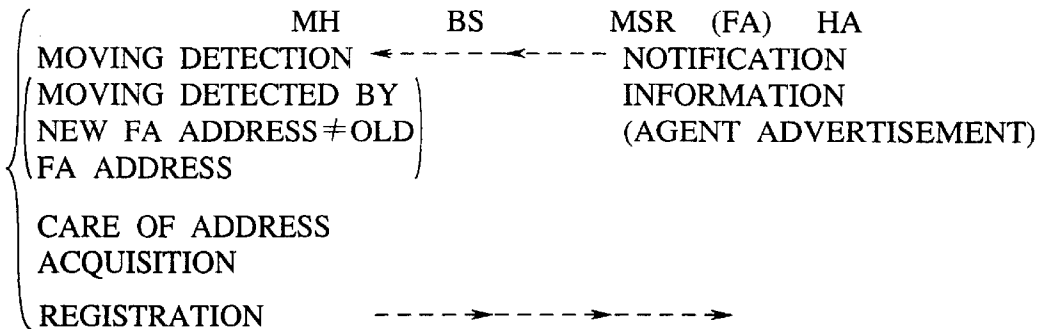 MH BS MSR (FA) HA
MOVING DETECTION NOTIFICATION
(MOVING DETECTED BY INFORMATION
NEW FA ADDRESS≠OLD (AGENT ADVERTISEMENT)
FA ADDRESS)
CARE OF ADDRESS
ACQUISITION
REGISTRATION